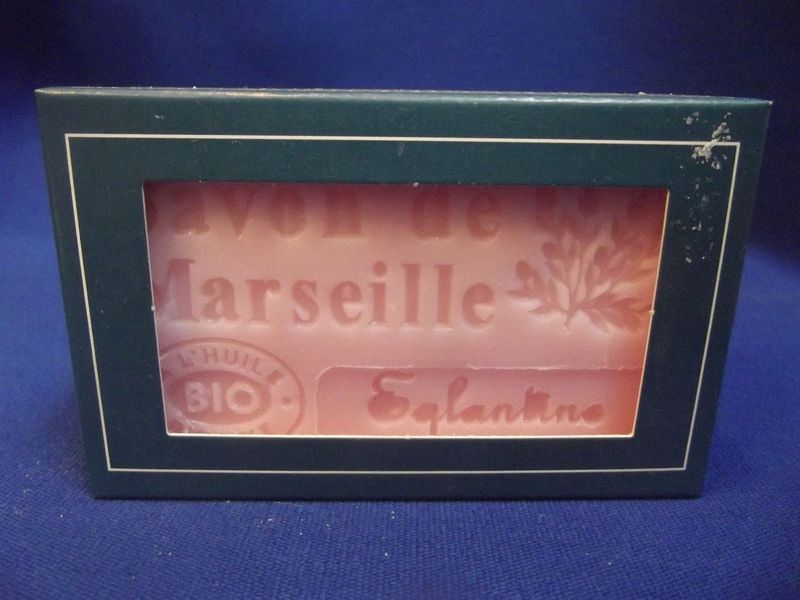 Savon de
Marseille
L'HUILE
BIO
Eglantine